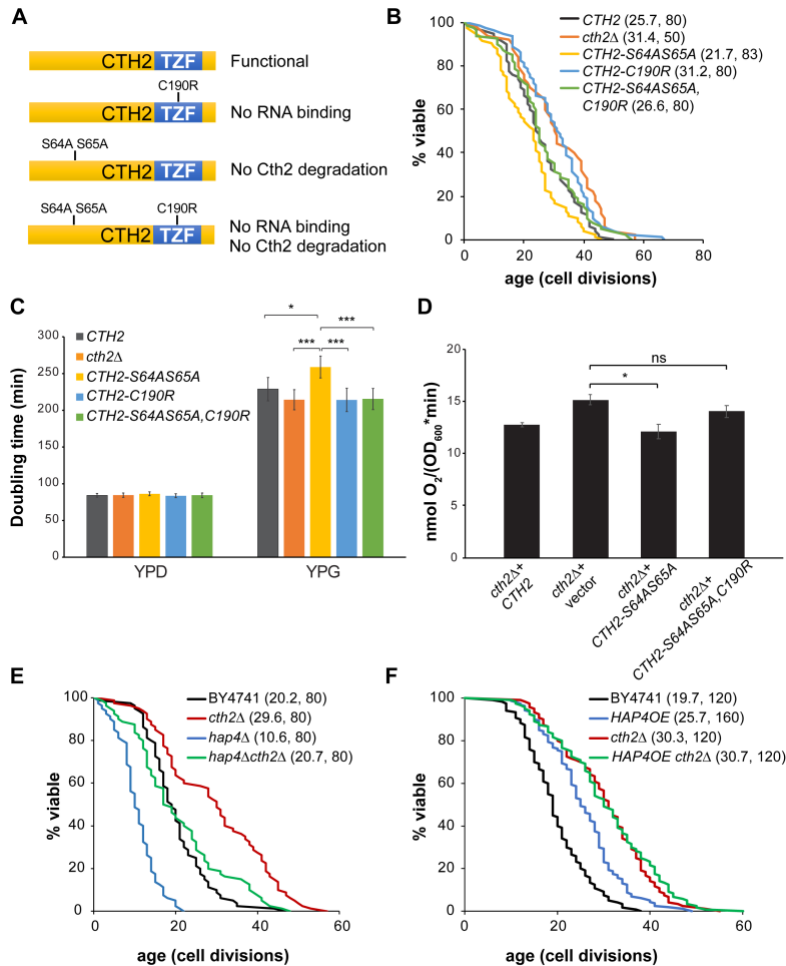 A
CTH2 TZF
Functional
C190R
CTH2 TZF
No RNA binding
S64A S65A
CTH2 TZF
No Cth2 degradation
S64A S65A
C190R
CTH2 TZF
No RNA binding
No Cth2 degradation
B
CTH2 (25.7, 80)
cth2Δ (31.4, 50)
CTH2-S64AS65A (21.7, 83)
CTH2-C190R (31.2, 80)
CTH2-S64AS65A,
C190R (26.6, 80)
% viable
100
80
60
40
20
0
0 20 40 60 80
age (cell divisions)
C
CTH2
cth2Δ
CTH2-S64AS65A
CTH2-C190R
CTH2-S64AS65A,C190R
* ***
*** ***
Doubling time (min)
300
250
200
150
100
50
0
YPD YPG
D
ns
*
nmol O2/(OD600*min)
20
15
10
5
0
cth2Δ+
CTH2
cth2Δ+
vector
cth2Δ+
CTH2-S64AS65A
cth2Δ+
CTH2-S64AS65A,C190R
E
BY4741 (20.2, 80)
cth2Δ (29.6, 80)
hap4Δ (10.6, 80)
hap4Δcth2Δ (20.7, 80)
% viable
100
80
60
40
20
0
0 20 40 60
age (cell divisions)
F
BY4741 (19.7, 120)
HAP4OE (25.7, 160)
cth2Δ (30.3, 120)
HAP4OE cth2Δ (30.7, 120)
% viable
100
80
60
40
20
0
0 20 40 60
age (cell divisions)